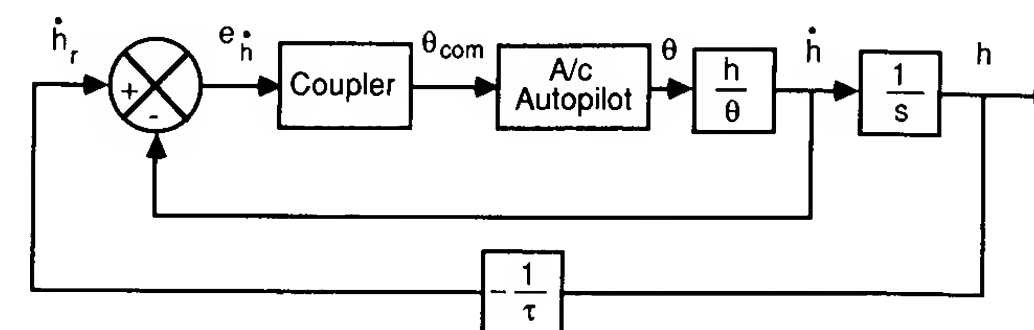 ḣr
+
-
eḣ
Coupler
θcom
A/c
Autopilot
θ
h
θ
ḣ
1
s
h
- 1
τ